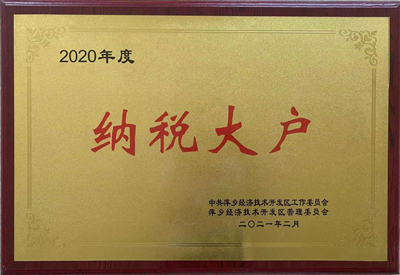 2020年度
纳税大户
中共萍乡经济技术开发区工作委员会
萍乡经济技术开发区管理委员会
二〇二一年二月